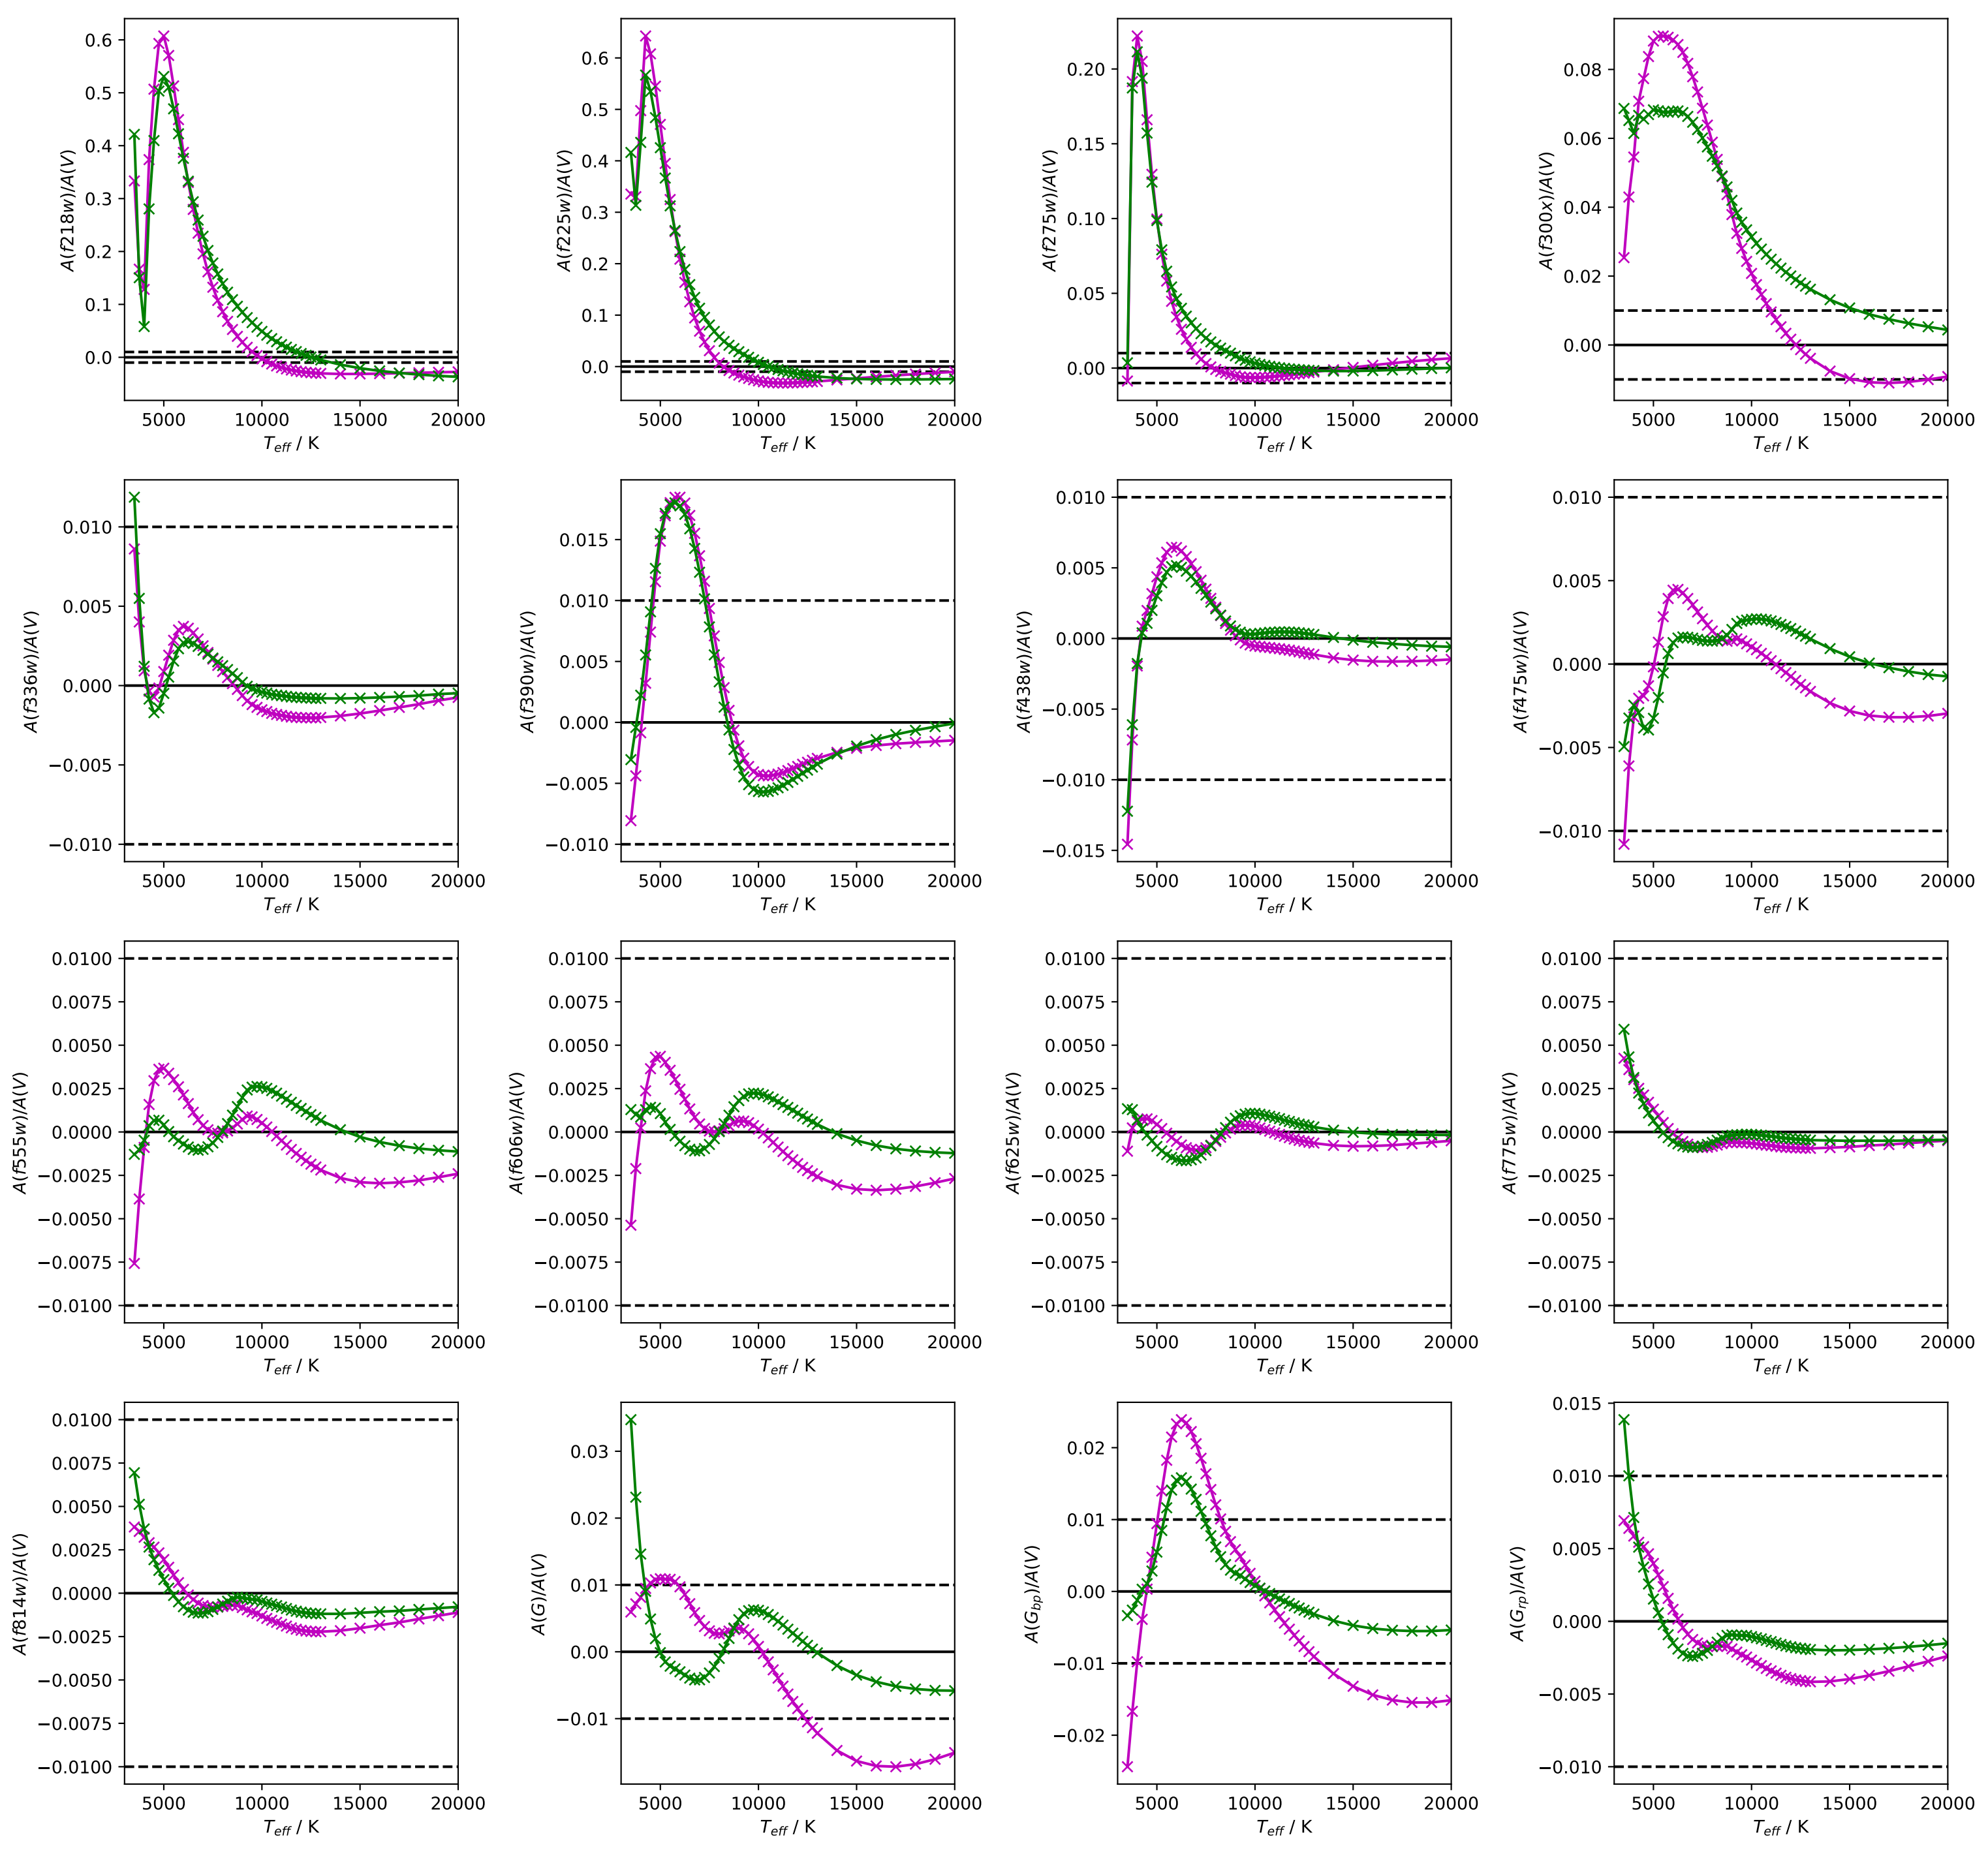 A(f218w)/A(V)
0.6
0.5
0.4
0.3
0.2
0.1
0.0
5000 10000 15000 20000
T_eff / K
A(f225w)/A(V)
0.6
0.5
0.4
0.3
0.2
0.1
0.0
5000 10000 15000 20000
T_eff / K
A(f275w)/A(V)
0.20
0.15
0.10
0.05
0.00
5000 10000 15000 20000
T_eff / K
A(f300x)/A(V)
0.08
0.06
0.04
0.02
0.00
5000 10000 15000 20000
T_eff / K
A(f336w)/A(V)
0.010
0.005
0.000
−0.005
−0.010
5000 10000 15000 20000
T_eff / K
A(f390w)/A(V)
0.015
0.010
0.005
0.000
−0.005
−0.010
5000 10000 15000 20000
T_eff / K
A(f438w)/A(V)
0.010
0.005
0.000
−0.005
−0.010
−0.015
5000 10000 15000 20000
T_eff / K
A(f475w)/A(V)
0.010
0.005
0.000
−0.005
−0.010
5000 10000 15000 20000
T_eff / K
A(f555w)/A(V)
0.0100
0.0075
0.0050
0.0025
0.0000
−0.0025
−0.0050
−0.0075
−0.0100
5000 10000 15000 20000
T_eff / K
A(f606w)/A(V)
0.0100
0.0075
0.0050
0.0025
0.0000
−0.0025
−0.0050
−0.0075
−0.0100
5000 10000 15000 20000
T_eff / K
A(f625w)/A(V)
0.0100
0.0075
0.0050
0.0025
0.0000
−0.0025
−0.0050
−0.0075
−0.0100
5000 10000 15000 20000
T_eff / K
A(f775w)/A(V)
0.0100
0.0075
0.0050
0.0025
0.0000
−0.0025
−0.0050
−0.0075
−0.0100
5000 10000 15000 20000
T_eff / K
A(f814w)/A(V)
0.0100
0.0075
0.0050
0.0025
0.0000
−0.0025
−0.0050
−0.0075
−0.0100
5000 10000 15000 20000
T_eff / K
A(G)/A(V)
0.03
0.02
0.01
0.00
−0.01
5000 10000 15000 20000
T_eff / K
A(G_bp)/A(V)
0.02
0.01
0.00
−0.01
−0.02
5000 10000 15000 20000
T_eff / K
A(G_rp)/A(V)
0.015
0.010
0.005
0.000
−0.005
−0.010
5000 10000 15000 20000
T_eff / K